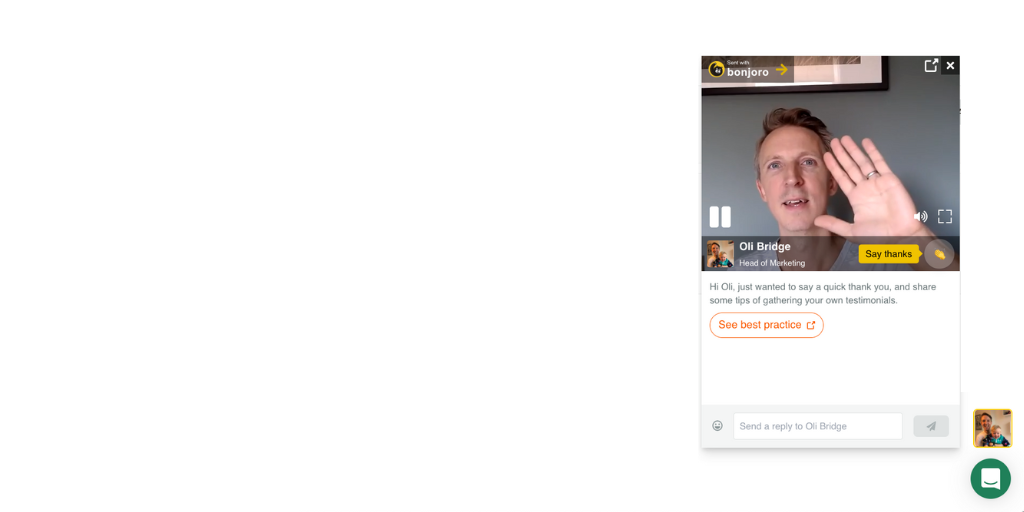 Sent with
bonjoro
Oli Bridge
Head of Marketing
Say thanks
Hi Oli, just wanted to say a quick thank you, and share
some tips of gathering your own testimonials.
See best practice
Send a reply to Oli Bridge